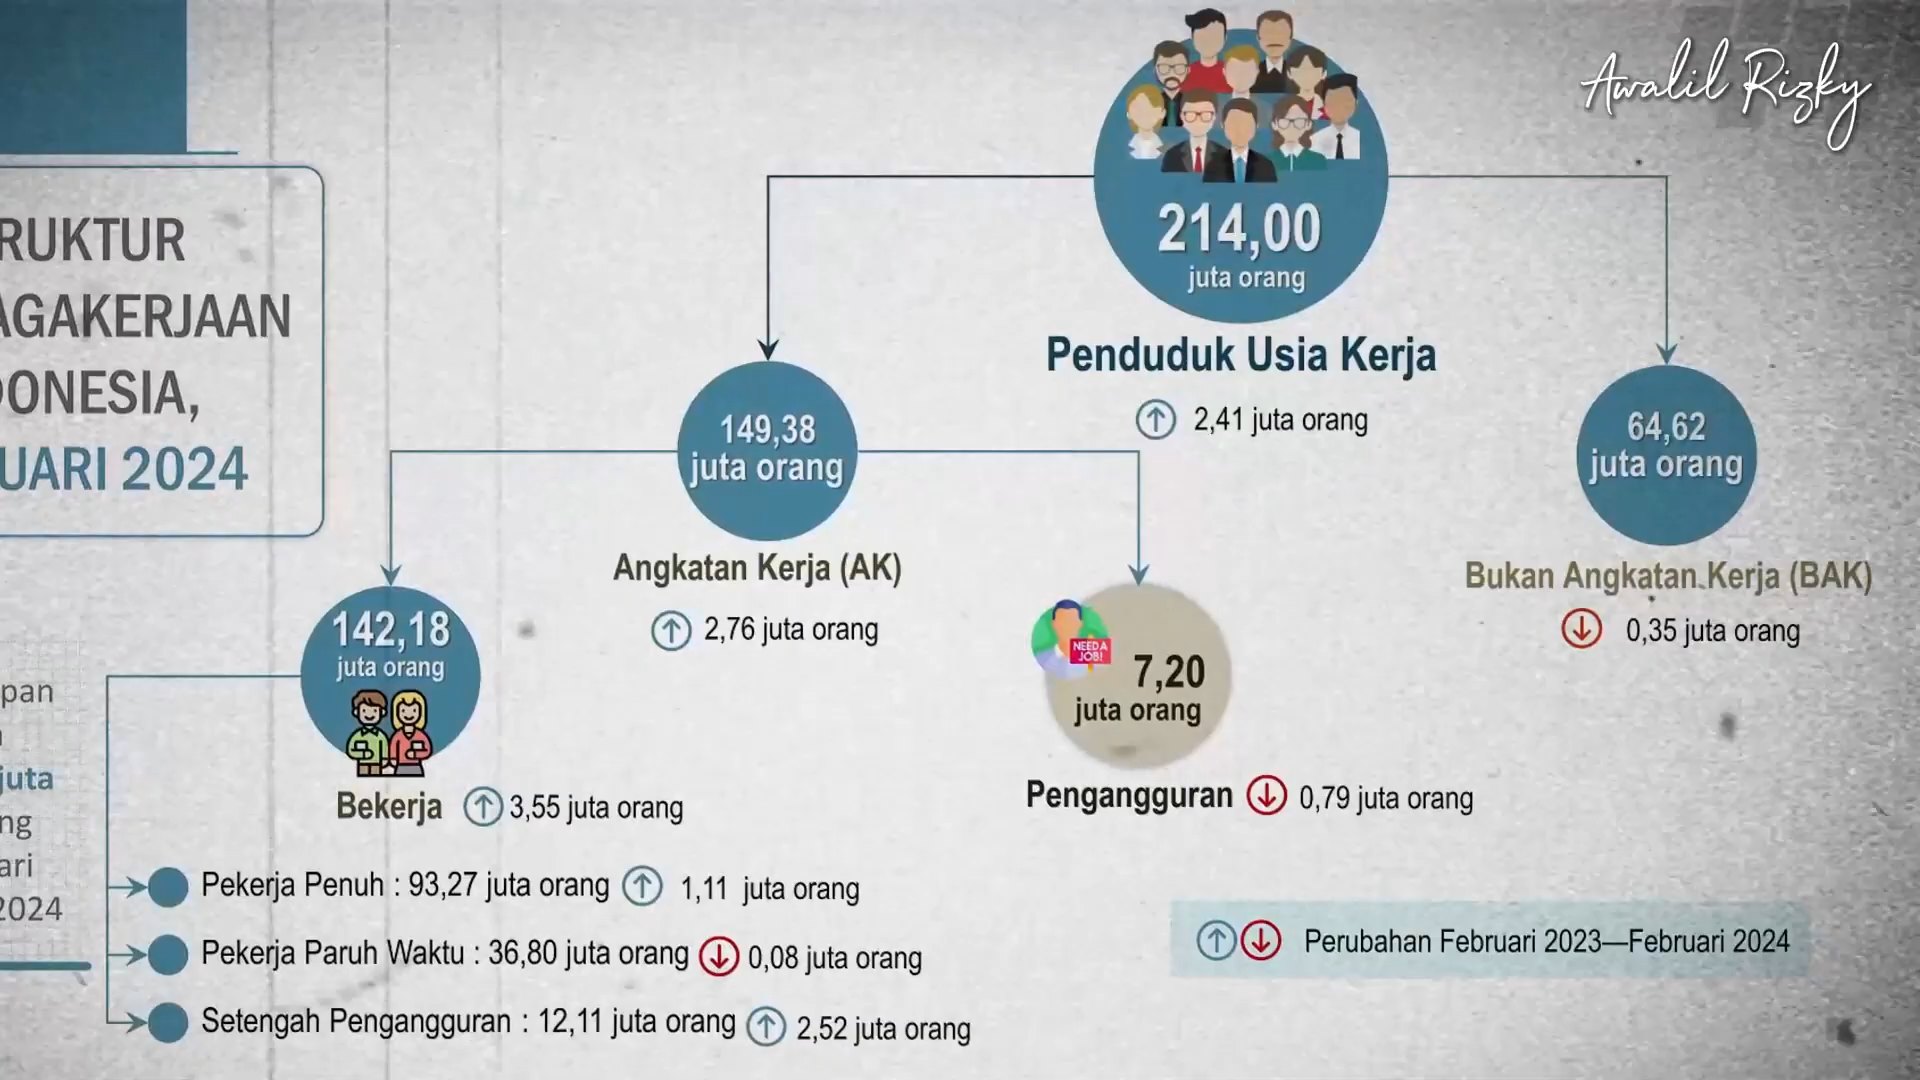 Awalil Rizky
RUKTUR
AGAKERJAAN
DONESIA,
UARI 2024
214,00
juta orang
Penduduk Usia Kerja
2,41 juta orang
149,38
juta orang
Angkatan Kerja (AK)
2,76 juta orang
64,62
juta orang
Bukan Angkatan Kerja (BAK)
0,35 juta orang
142,18
juta orang
Bekerja
3,55 juta orang
NEED A
JOB!
7,20
juta orang
Pengangguran
0,79 juta orang
pan
juta
ng
ari
2024
Pekerja Penuh : 93,27 juta orang 1,11 juta orang
Pekerja Paruh Waktu : 36,80 juta orang 0,08 juta orang
Setengah Pengangguran : 12,11 juta orang 2,52 juta orang
Perubahan Februari 2023—Februari 2024